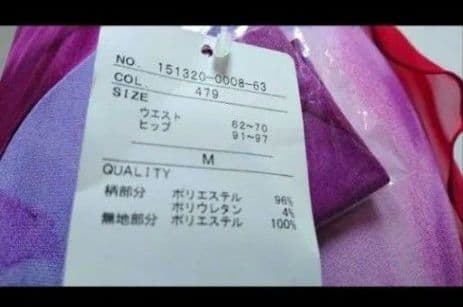 NO. 151320-0008-63
COL. 479
SIZE
ウエスト 62~70
ヒップ 91~97
M
QUALITY
柄部分 ポリエステル 96%
ポリウレタン 4%
無地部分 ポリエステル 100%